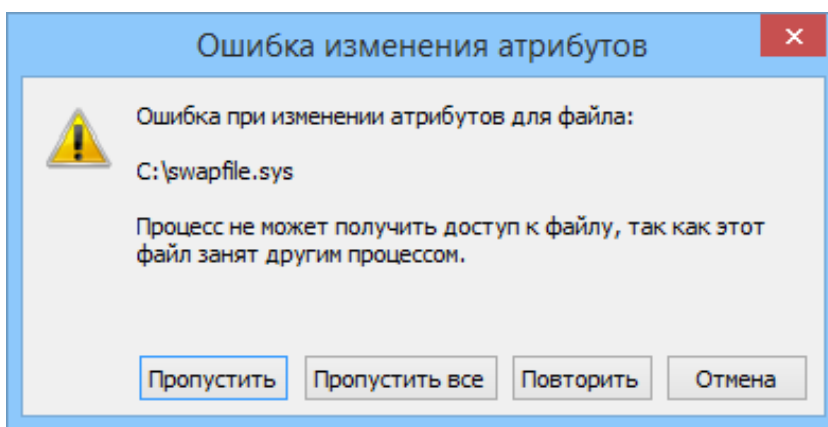 Ошибка изменения атрибутов
Ошибка при изменении атрибутов для файла:
C:\swapfile.sys
Процесс не может получить доступ к файлу, так как этот
файл занят другим процессом.
Пропустить Пропустить все Повторить Отмена